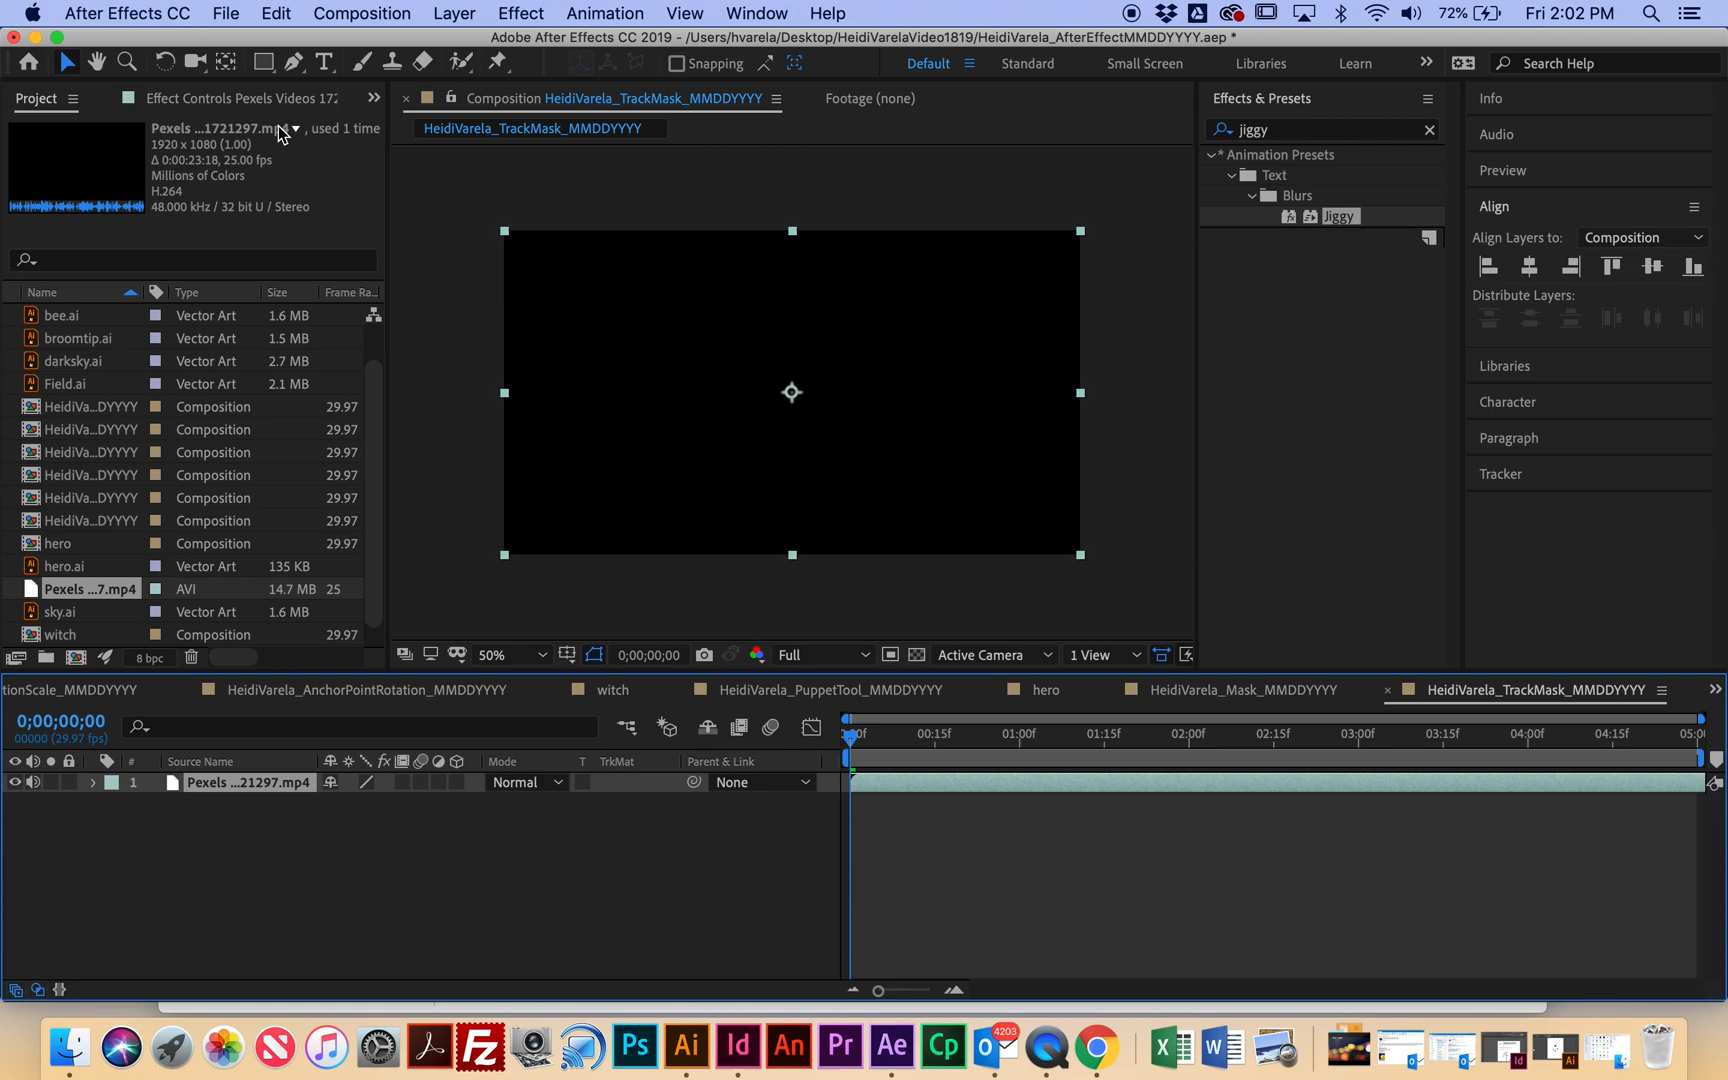 After Effects CC File Edit Composition Layer Effect Animation View Window Help 72% Fri 2:02 PM
Adobe After Effects CC 2019 - /Users/hvarela/Desktop/HeidiVarelaVideo1819/HeidiVarela_AfterEffectMMDDYYYY.aep *
Snapping Default Standard Small Screen Libraries Learn Search Help
Project Effect Controls Pexels Videos 172
Composition HeidiVarela_TrackMask_MMDDYYYY Footage (none)
Effects & Presets
Info
HeidiVarela_TrackMask_MMDDYYYY
Pexels ...1721297.mp4 , used 1 time
1920 x 1080 (1.00)
Δ 0:00:23:18, 25.00 fps
Millions of Colors
H.264
48.000 kHz / 32 bit U / Stereo
jiggy
* Animation Presets
Text
Blurs
Jiggy
Audio
Preview
Align
Align Layers to: Composition
Distribute Layers:
Libraries
Character
Paragraph
Tracker
Name Type Size Frame Ra...
bee.ai Vector Art 1.6 MB
broomtip.ai Vector Art 1.5 MB
darksky.ai Vector Art 2.7 MB
Field.ai Vector Art 2.1 MB
HeidiVa...DYYYY Composition 29.97
HeidiVa...DYYYY Composition 29.97
HeidiVa...DYYYY Composition 29.97
HeidiVa...DYYYY Composition 29.97
HeidiVa...DYYYY Composition 29.97
HeidiVa...DYYYY Composition 29.97
hero Composition 29.97
hero.ai Vector Art 135 KB
Pexels ...7.mp4 AVI 14.7 MB 25
sky.ai Vector Art 1.6 MB
witch Composition 29.97
8 bpc
50% 0;00;00;00 Full Active Camera 1 View
tionScale_MMDDYYYY HeidiVarela_AnchorPointRotation_MMDDYYYY witch HeidiVarela_PuppetTool_MMDDYYYY hero HeidiVarela_Mask_MMDDYYYY HeidiVarela_TrackMask_MMDDYYYY
0;00;00;00
00000 (29.97 fps)
00:15f 01:00f 01:15f 02:00f 02:15f 03:00f 03:15f 04:00f 04:15f 05:0
# Source Name Mode T TrkMat Parent & Link
1 Pexels ...21297.mp4 Normal None
4203
Fz Ps Ai Id An Pr Ae Cp